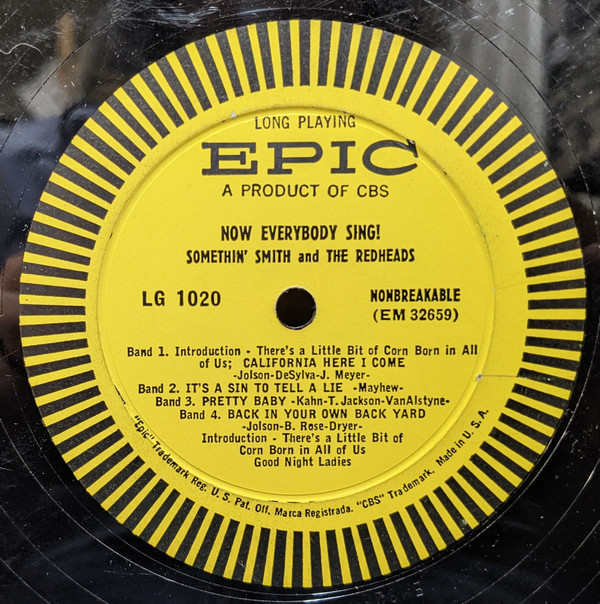 LONG PLAYING
EPIC
A PRODUCT OF CBS
NOW EVERYBODY SING!
SOMETHIN' SMITH and THE REDHEADS
LG 1020
NONBREAKABLE
(EM 32659)
Band 1. Introduction - There's a Little Bit of Corn Born in All
of Us; CALIFORNIA HERE I COME
-Jolson-DeSylva-J. Meyer-
Band 2. IT'S A SIN TO TELL A LIE -Mayhew-
Band 3. PRETTY BABY -Kahn-T. Jackson-VanAlstyne-
Band 4. BACK IN YOUR OWN BACK YARD
-Jolson-B. Rose-Dryer-
Introduction - There's a Little Bit of
Corn Born in All of Us
Good Night Ladies
"Epic" Trademark Reg. U. S. Pat. Off. Marca Registrada. "CBS" Trademark. Made in U. S. A.